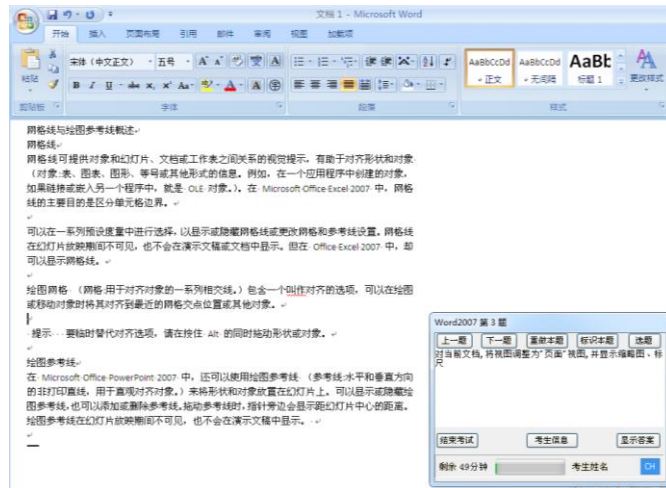 文档 1 - Microsoft Word
开始 插入 页面布局 引用 邮件 审阅 视图 加载项
宋体 (中文正文) 五号
AaBbCcDd AaBbCcDd AaBb
粘贴
正文 无间隔 标题 1 更改样式
剪贴板 字体 段落 样式
网格线与绘图参考线概述
网格线
网格线可提供对象和幻灯片、文档或工作表之间关系的视觉提示。有助于对齐形状和对象
(对象:表、图表、图形、等号或其他形式的信息。例如,在一个应用程序中创建的对象,
如果链接或嵌入另一个程序中,就是 OLE 对象。)。在 Microsoft Office Excel 2007 中,网格
线的主要目的是区分单元格边界。
可以在一系列预设度量中进行选择,以显示或隐藏网格线或更改网格和参考线设置。网格线
在幻灯片放映期间不可见,也不会在演示文稿或文档中显示。但在 Office Excel 2007 中,却
可以显示网格线。
绘图网格 (网格:用于对齐对象的一系列相交线。)包含一个叫作对齐的选项,可以在绘图
或移动对象时将其对齐到最近的网格交点位置或其他对象。
提示 要临时替代对齐选项,请在按住 Alt 的同时拖动形状或对象。
绘图参考线
在 Microsoft Office PowerPoint 2007 中,还可以使用绘图参考线 (参考线:水平和垂直方向
的非打印直线,用于直观对齐对象。)来将形状和对象放置在幻灯片上。可以显示或隐藏绘
图参考线,也可以添加或删除参考线。拖动参考线时,指针旁边会显示距幻灯片中心的距离。
绘图参考线在幻灯片放映期间不可见,也不会在演示文稿中显示。
Word2007 第 3 题
上一题 下一题 重做本题 标识本题 选题
对当前文档,将视图调整为"页面"视图,并显示缩略图、标
尺
结束考试 考生信息 显示答案
剩余 49分钟 考生姓名 CH